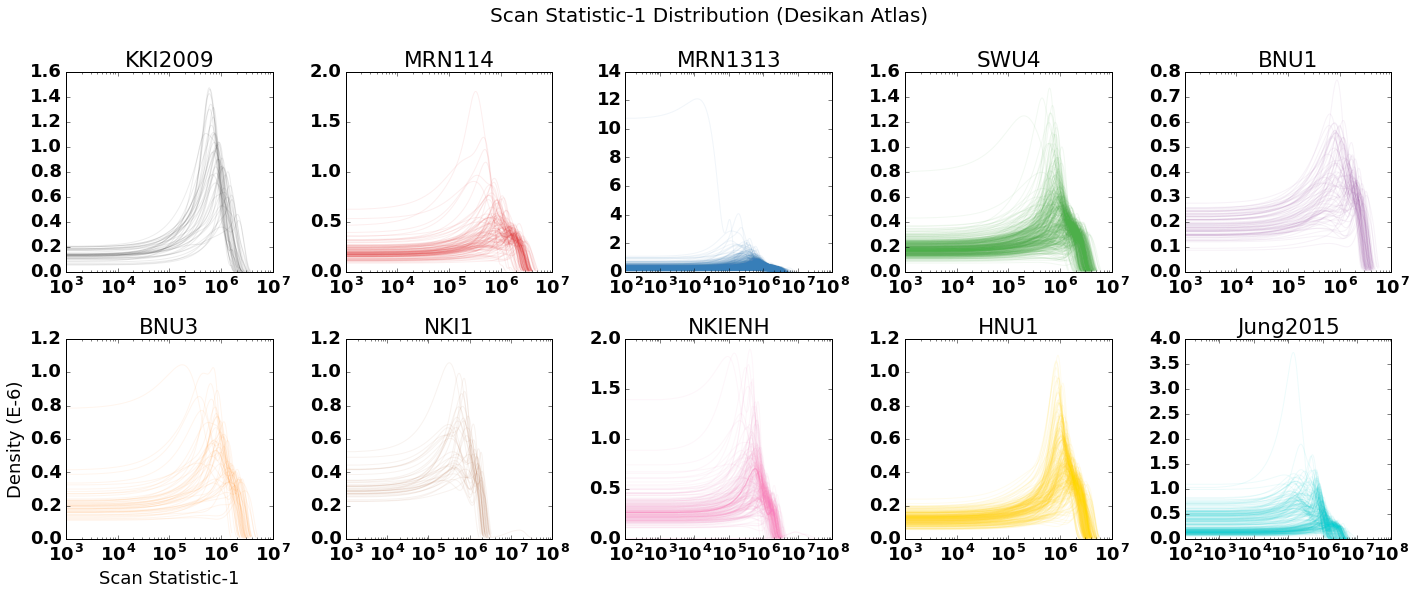 Scan Statistic-1 Distribution (Desikan Atlas)
KKI2009 MRN114 MRN1313 SWU4 BNU1
1.6 2.0 14 1.6 0.8
1.4 12 1.4 0.7
1.2 1.5 10 1.2 0.6
1.0 1.0 0.5
0.8 1.0 8 0.8 0.4
0.6 6 0.6 0.3
0.4 0.5 4 0.4 0.2
0.2 2 0.2 0.1
0.0 0.0 0 0.0 0.0
10³ 10⁴ 10⁵ 10⁶ 10⁷ 10³ 10⁴ 10⁵ 10⁶ 10⁷ 10² 10³ 10⁴ 10⁵ 10⁶ 10⁷ 10⁸ 10³ 10⁴ 10⁵ 10⁶ 10⁷ 10³ 10⁴ 10⁵ 10⁶ 10⁷
BNU3 NKI1 NKIENH HNU1 Jung2015
1.2 1.2 2.0 1.2 4.0
3.5
1.0 1.0 1.5 1.0 3.0
0.8 0.8 0.8 2.5
0.6 0.6 1.0 0.6 2.0
0.4 0.4 0.4 1.5
1.0
0.2 0.2 0.5 0.2 0.5
0.0 0.0 0.0 0.0 0.0
10³ 10⁴ 10⁵ 10⁶ 10⁷ 10³ 10⁴ 10⁵ 10⁶ 10⁷ 10⁸ 10² 10³ 10⁴ 10⁵ 10⁶ 10⁷ 10⁸ 10³ 10⁴ 10⁵ 10⁶ 10⁷ 10² 10³ 10⁴ 10⁵ 10⁶ 10⁷ 10⁸
Density (E-6)
Scan Statistic-1